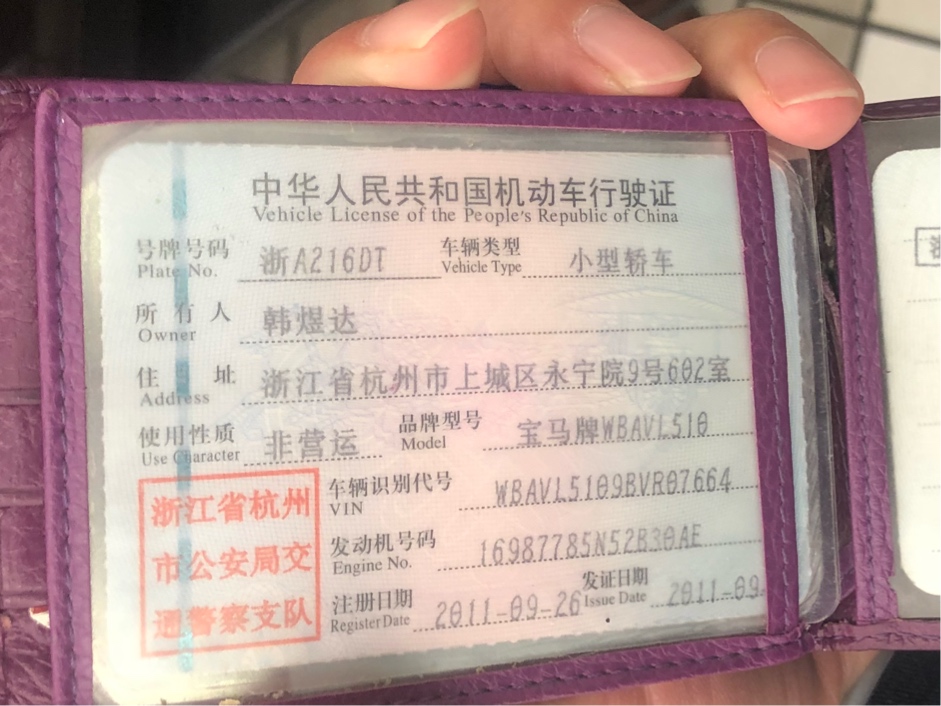 中华人民共和国机动车行驶证
Vehicle License of the People's Republic of China
号牌号码 浙A216DT 车辆类型 小型轿车
Plate No. Vehicle Type
所有人 韩煜达
Owner
住址 浙江省杭州市上城区永宁院9号602室
Address
使用性质 非营运 品牌型号 宝马牌WBAVL510
Use Character Model
浙江省杭州
市公安局交
通警察支队
车辆识别代号 WBAVL5109BVR07664
VIN
发动机号码 16987785N52B30AE
Engine No.
注册日期 2011-09-26 发证日期 2011-09
Register Date Issue Date